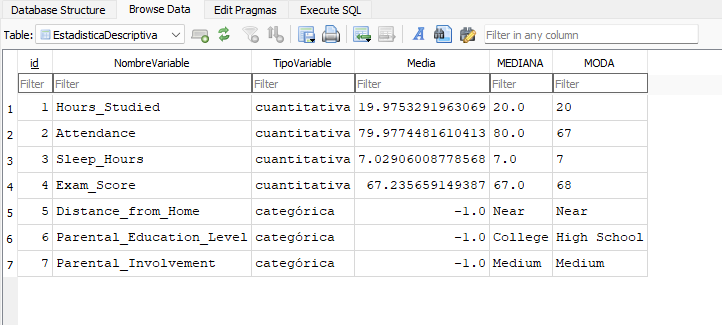 Database Structure Browse Data Edit Pragmas Execute SQL
Table: EstadisticaDescriptiva Filter in any column
id NombreVariable TipoVariable Media MEDIANA MODA
Filter Filter Filter Filter Filter Filter
1 1 Hours_Studied cuantitativa 19.9753291963069 20.0 20
2 2 Attendance cuantitativa 79.9774481610413 80.0 67
3 3 Sleep_Hours cuantitativa 7.02906008778568 7.0 7
4 4 Exam_Score cuantitativa 67.235659149387 67.0 68
5 5 Distance_from_Home categórica -1.0 Near Near
6 6 Parental_Education_Level categórica -1.0 College High School
7 7 Parental_Involvement categórica -1.0 Medium Medium